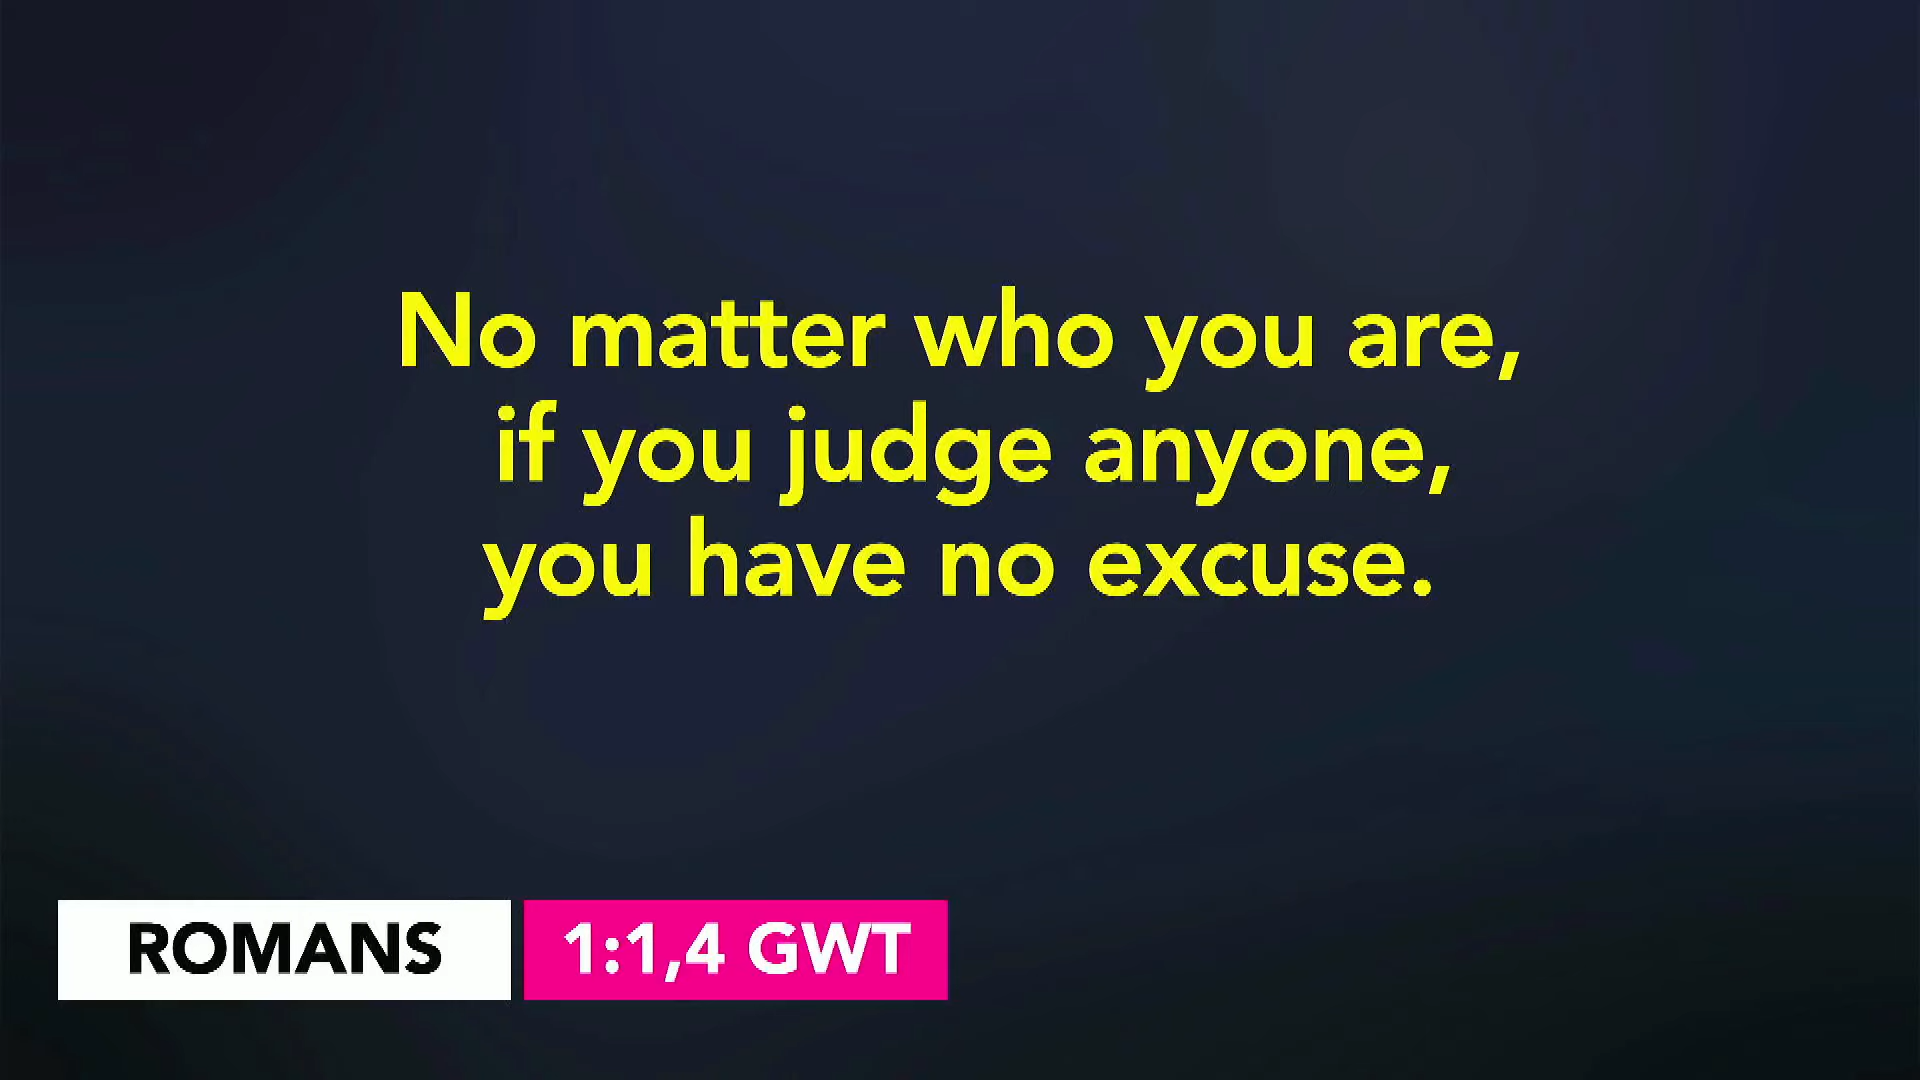 No matter who you are,
if you judge anyone,
you have no excuse.
ROMANS 1:1,4 GWT